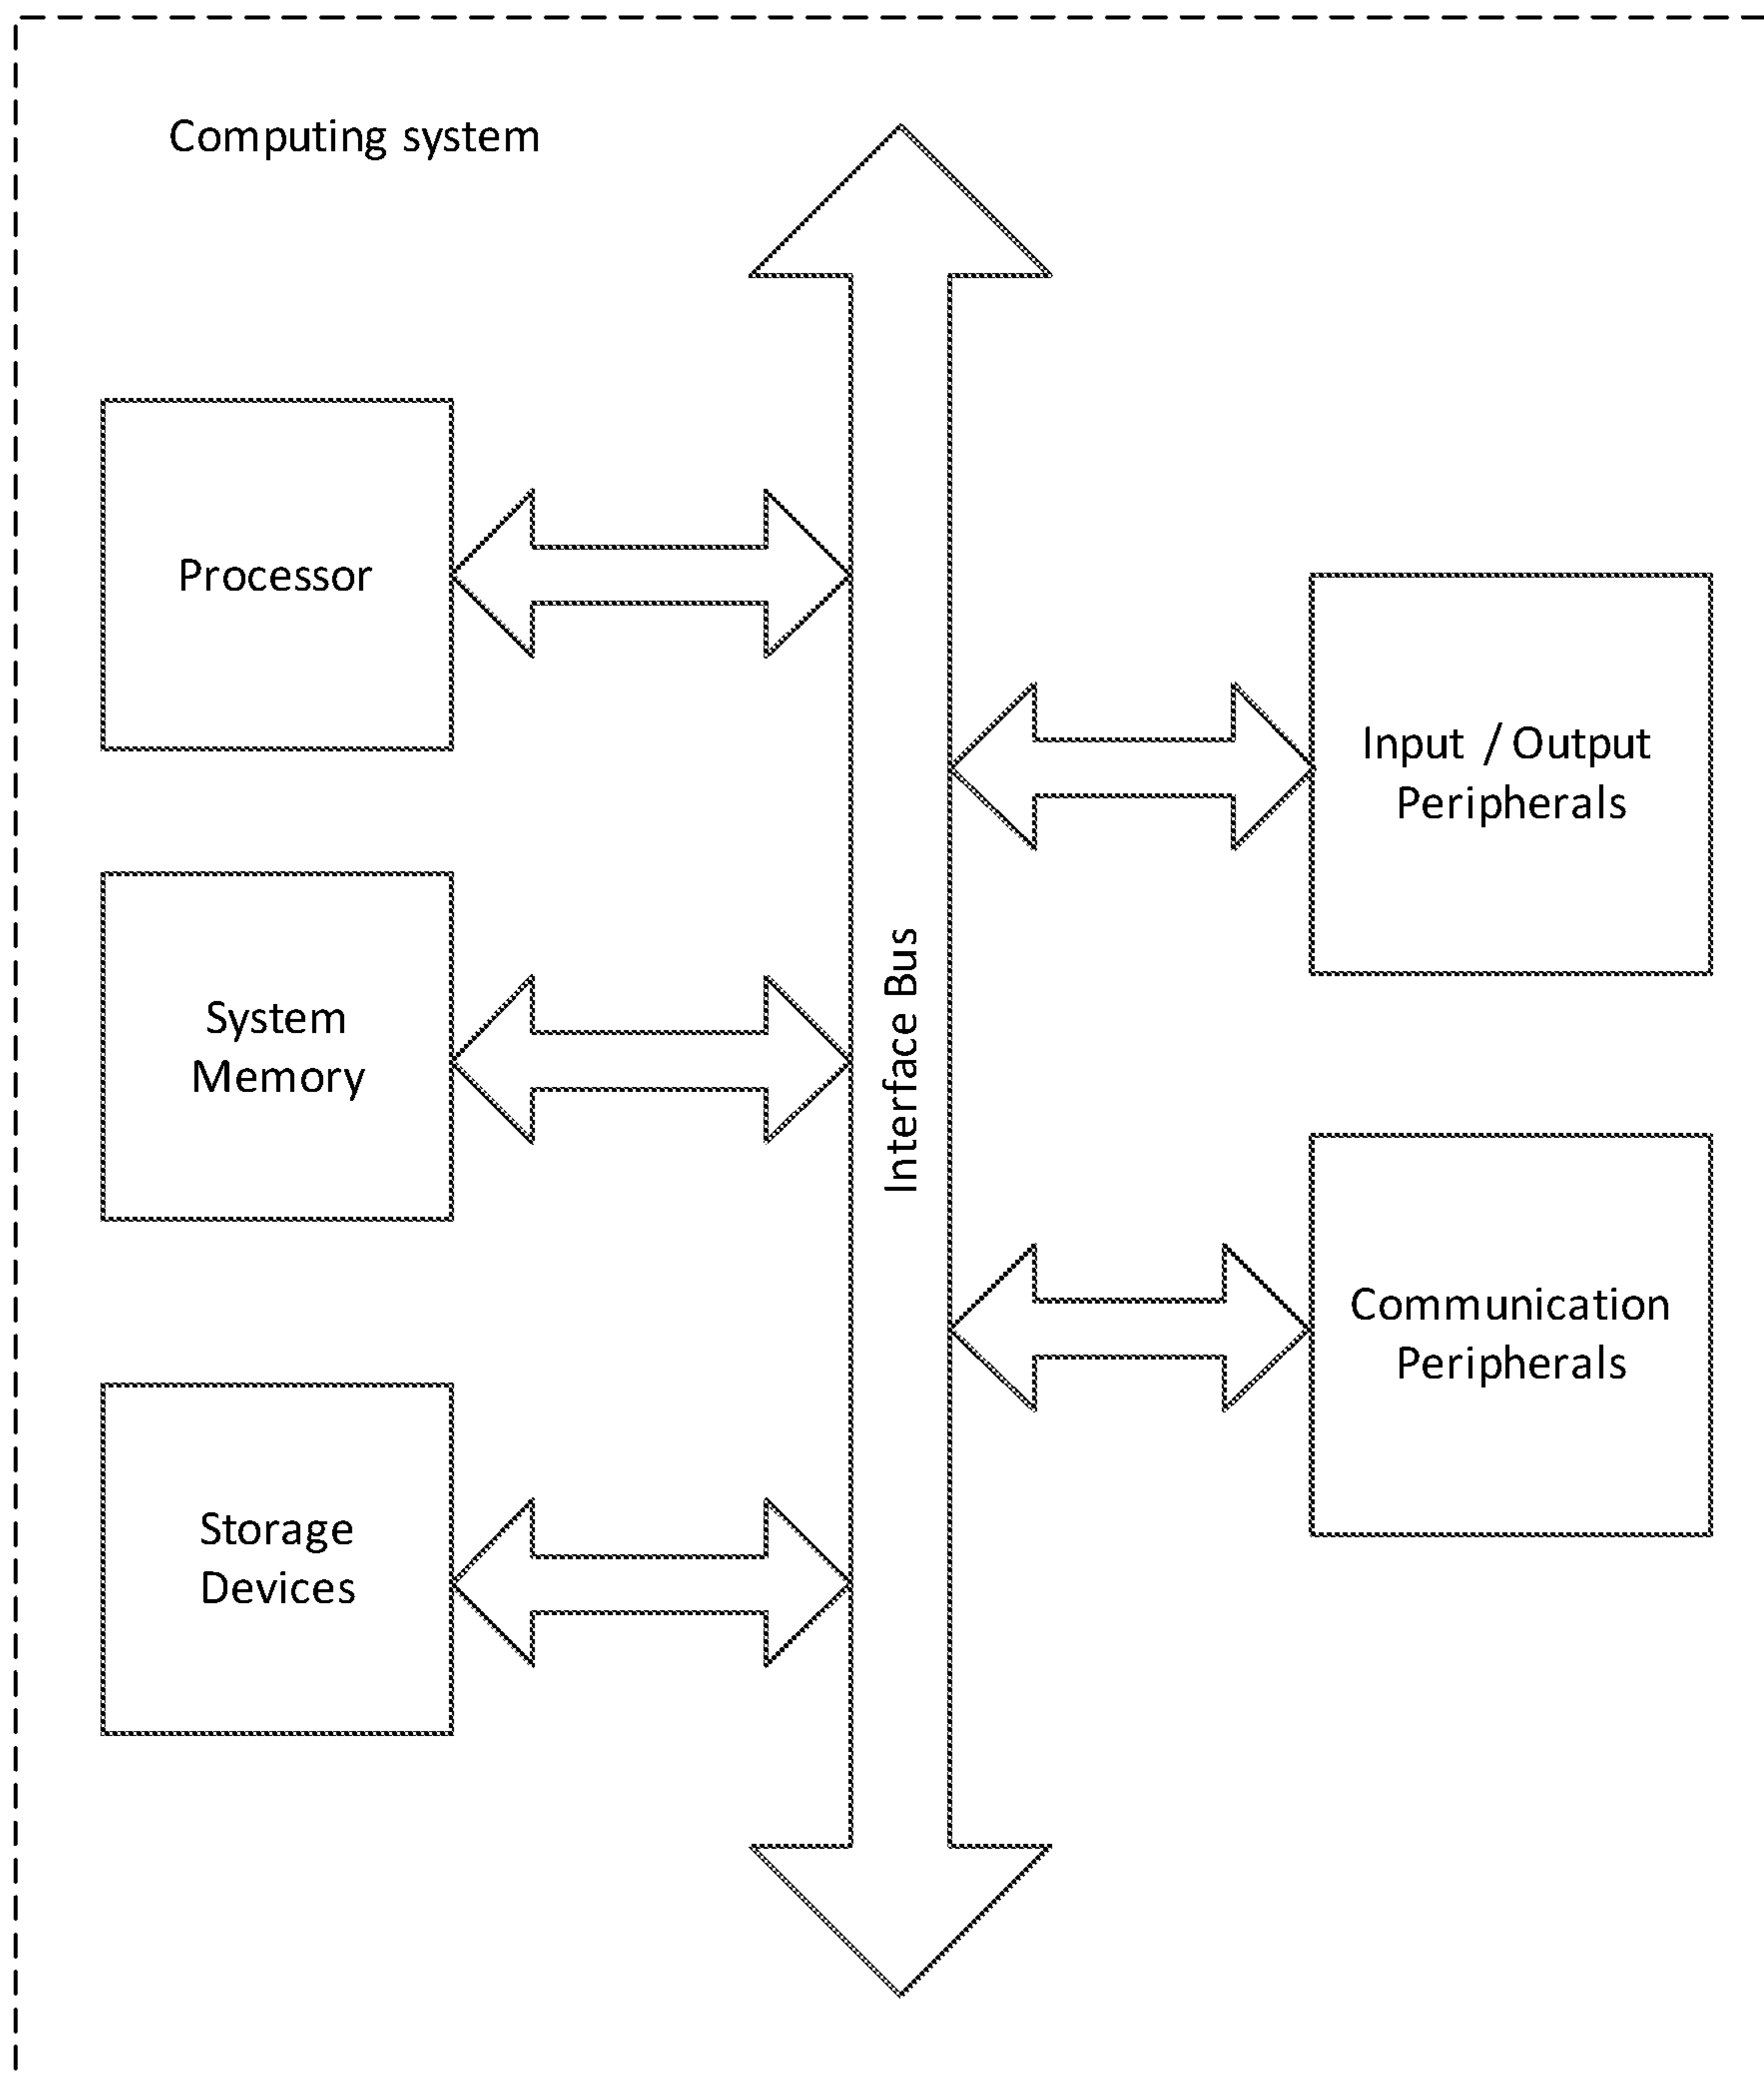 Computing system
Processor
System
Memory
Storage
Devices
Interface Bus
Input / Output
Peripherals
Communication
Peripherals